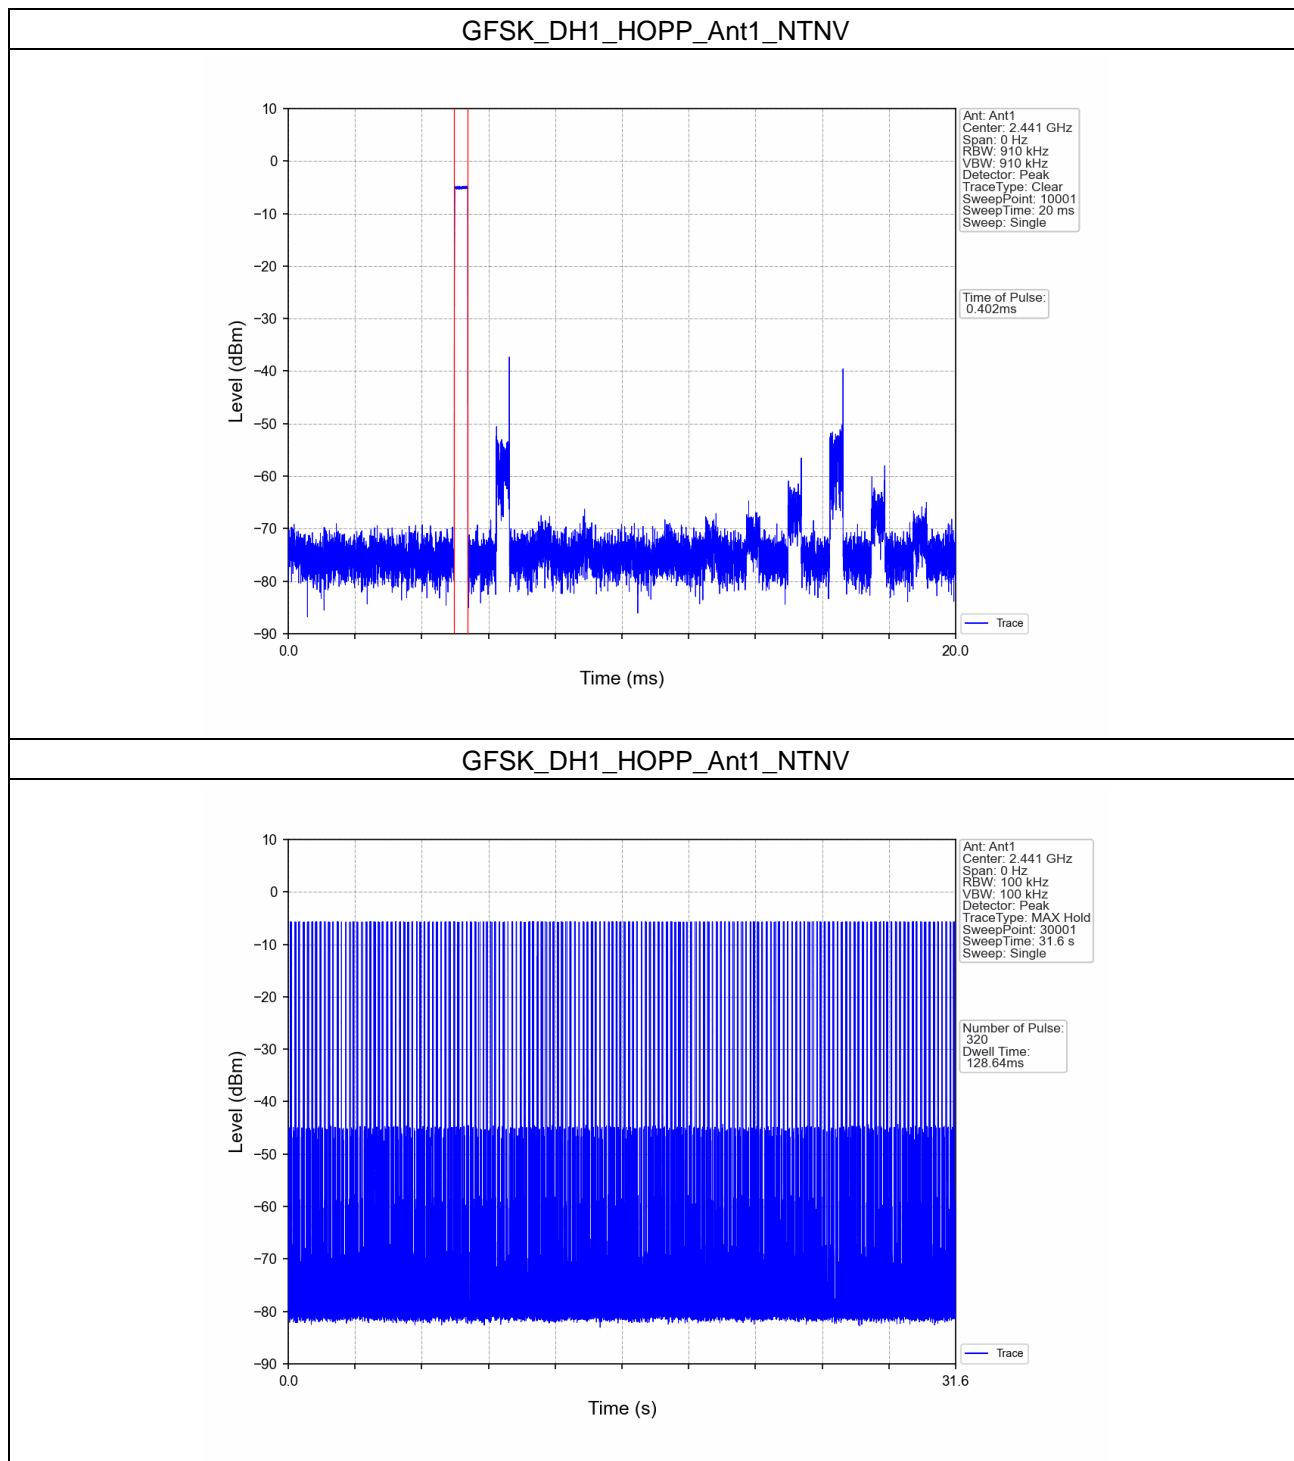 GFSK_DH1_HOPP_Ant1_NTNV
10
0
−10
−20
−30
−40
−50
−60
−70
−80
−90
Level (dBm)
0.0
20.0
Time (ms)
Ant: Ant1
Center: 2.441 GHz
Span: 0 Hz
RBW: 910 kHz
VBW: 910 kHz
Detector: Peak
TraceType: Clear
SweepPoint: 10001
SweepTime: 20 ms
Sweep: Single
Time of Pulse:
0.402ms
Trace
GFSK_DH1_HOPP_Ant1_NTNV
10
0
−10
−20
−30
−40
−50
−60
−70
−80
−90
Level (dBm)
0.0
31.6
Time (s)
Ant: Ant1
Center: 2.441 GHz
Span: 0 Hz
RBW: 100 kHz
VBW: 100 kHz
Detector: Peak
TraceType: MAX Hold
SweepPoint: 30001
SweepTime: 31.6 s
Sweep: Single
Number of Pulse:
320
Dwell Time:
128.64ms
Trace